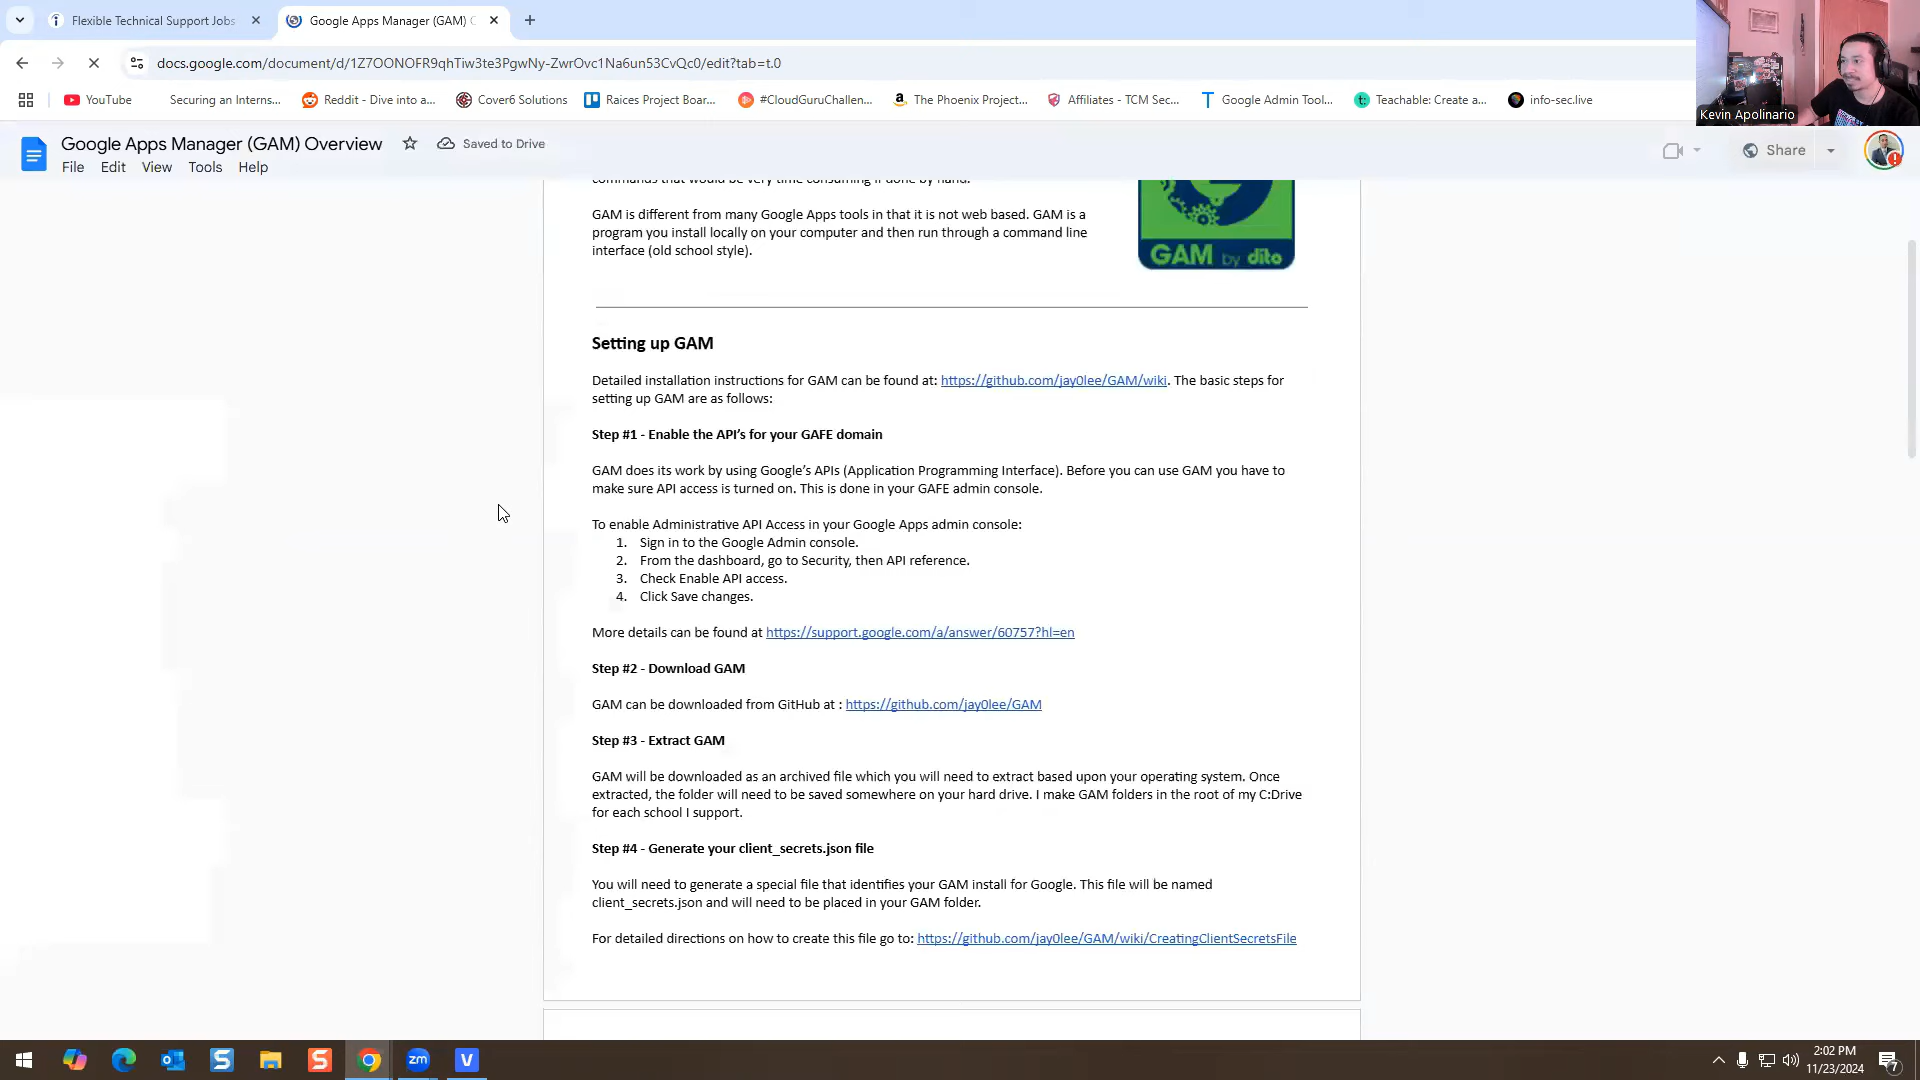 Flexible Technical Support Jobs
Google Apps Manager (GAM)
docs.google.com/document/d/1Z7OONOFR9qhTiw3te3PgwNy-ZwrOvc1Na6un53CvQc0/edit?tab=t.0
YouTube
Securing an Interns...
Reddit - Dive into a...
Cover6 Solutions
Raices Project Boar...
#CloudGuruChallen...
The Phoenix Project...
Affiliates - TCM Sec...
Google Admin Tool...
Teachable: Create a...
info-sec.live
Kevin Apolinario
Google Apps Manager (GAM) Overview
Saved to Drive
File Edit View Tools Help
Share
commands that would be very time consuming if done by hand.
GAM is different from many Google Apps tools in that it is not web based. GAM is a
program you install locally on your computer and then run through a command line
interface (old school style).
GAM by dito
Setting up GAM
Detailed installation instructions for GAM can be found at: https://github.com/jay0lee/GAM/wiki. The basic steps for
setting up GAM are as follows:
Step #1 - Enable the API's for your GAFE domain
GAM does its work by using Google's APIs (Application Programming Interface). Before you can use GAM you have to
make sure API access is turned on. This is done in your GAFE admin console.
To enable Administrative API Access in your Google Apps admin console:
1. Sign in to the Google Admin console.
2. From the dashboard, go to Security, then API reference.
3. Check Enable API access.
4. Click Save changes.
More details can be found at https://support.google.com/a/answer/60757?hl=en
Step #2 - Download GAM
GAM can be downloaded from GitHub at : https://github.com/jay0lee/GAM
Step #3 - Extract GAM
GAM will be downloaded as an archived file which you will need to extract based upon your operating system. Once
extracted, the folder will need to be saved somewhere on your hard drive. I make GAM folders in the root of my C:Drive
for each school I support.
Step #4 - Generate your client_secrets.json file
You will need to generate a special file that identifies your GAM install for Google. This file will be named
client_secrets.json and will need to be placed in your GAM folder.
For detailed directions on how to create this file go to: https://github.com/jay0lee/GAM/wiki/CreatingClientSecretsFile
zm
V
2:02 PM
11/23/2024
7